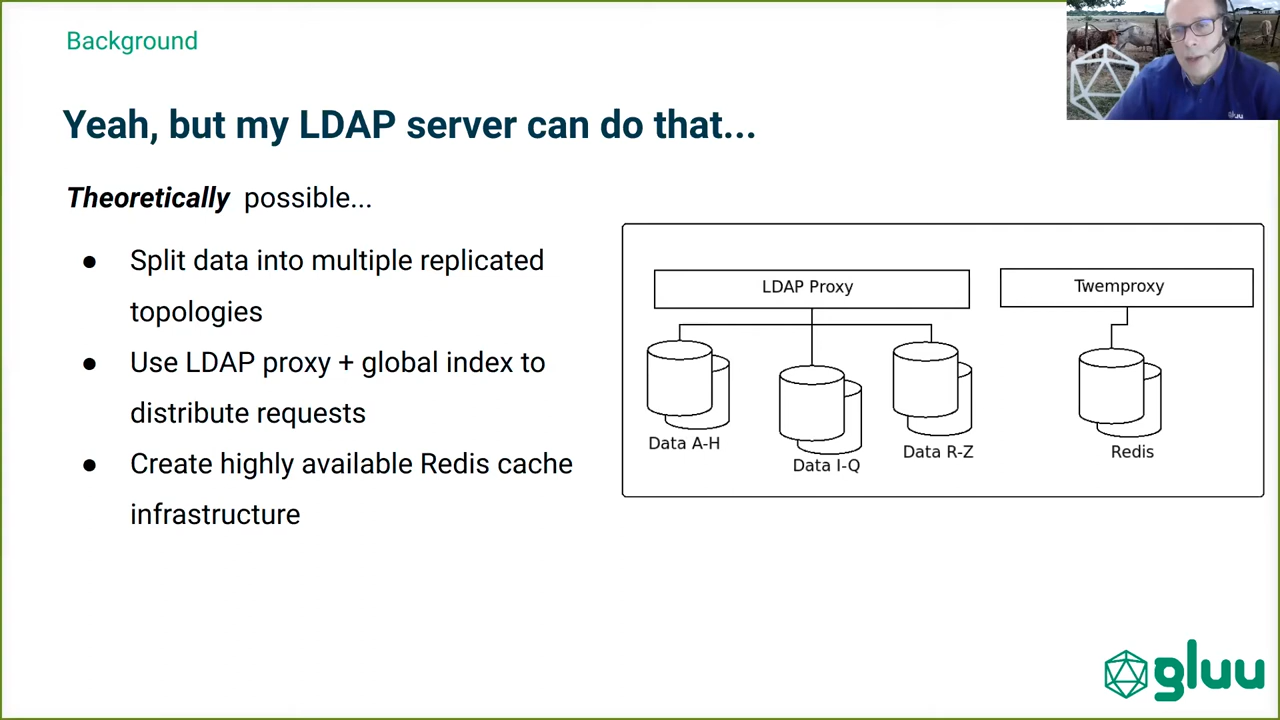 Background
Yeah, but my LDAP server can do that...
Theoretically possible...
● Split data into multiple replicated
topologies
● Use LDAP proxy + global index to
distribute requests
● Create highly available Redis cache
infrastructure
LDAP Proxy
Twemproxy
Data A-H
Data I-Q
Data R-Z
Redis
gluu
gluu